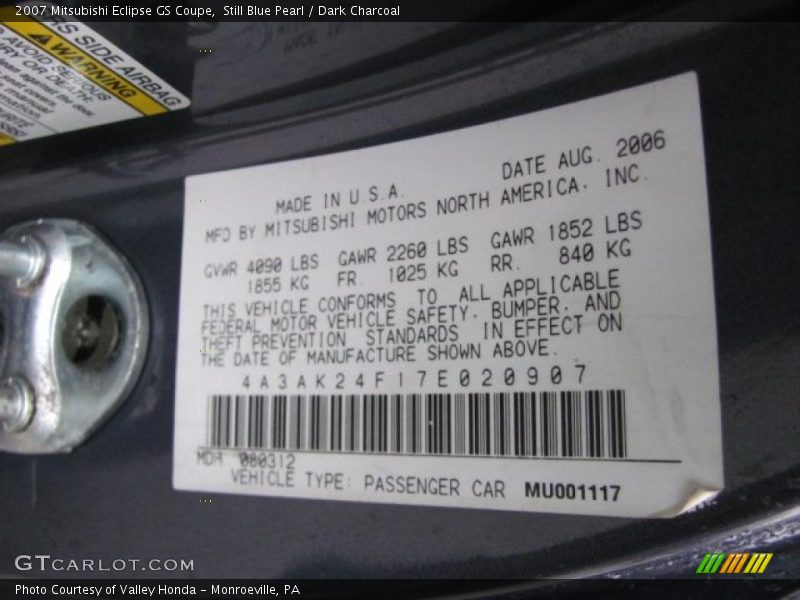 2007 Mitsubishi Eclipse GS Coupe, Still Blue Pearl / Dark Charcoal
SIDE AIRBAG
WARNING
MADE IN U.S.A. DATE AUG. 2006
MFD BY MITSUBISHI MOTORS NORTH AMERICA, INC.
GVWR 4090 LBS GAWR 2260 LBS GAWR 1852 LBS
1855 KG FR. 1025 KG RR. 840 KG
THIS VEHICLE CONFORMS TO ALL APPLICABLE
FEDERAL MOTOR VEHICLE SAFETY, BUMPER, AND
THEFT PREVENTION STANDARDS IN EFFECT ON
THE DATE OF MANUFACTURE SHOWN ABOVE.
4A3AK24F17E020907
MDH 000312
VEHICLE TYPE: PASSENGER CAR MU001117
GTCARLOT.COM
Photo Courtesy of Valley Honda - Monroeville, PA